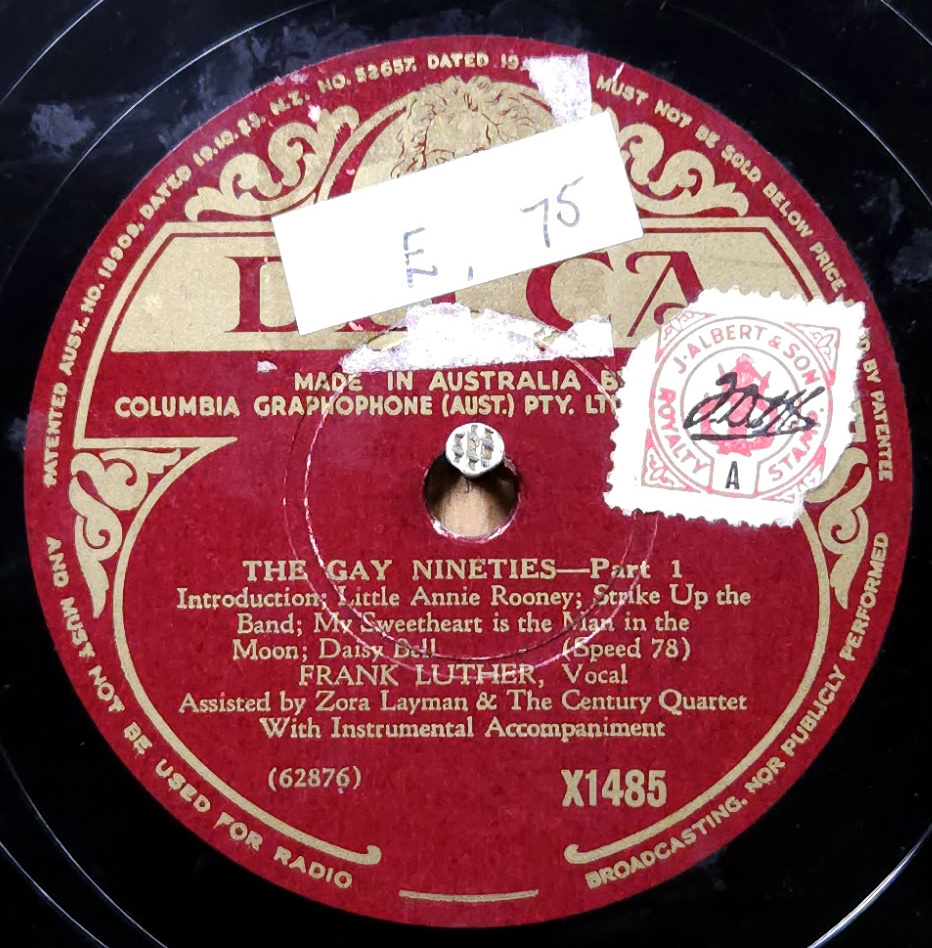 PATENTED AUST. NO. 18909, DATED 19.10.29, N.Z. NO. 52657, DATED 19.
MUST NOT BE SOLD BELOW PRICE
D BY PATENTEE
E. 75
MADE IN AUSTRALIA BY
COLUMBIA GRAPHOPHONE (AUST.) PTY. LT
J. ALBERT & SON
ROYALTY STAMP
A
THE GAY NINETIES—Part 1
Introduction; Little Annie Rooney; Strike Up the
Band; My Sweetheart is the Man in the
Moon; Daisy Bell (Speed 78)
FRANK LUTHER, Vocal
Assisted by Zora Layman & The Century Quartet
With Instrumental Accompaniment
(62876) X1485
AND MUST NOT BE USED FOR RADIO
BROADCASTING, NOR PUBLICLY PERFORMED